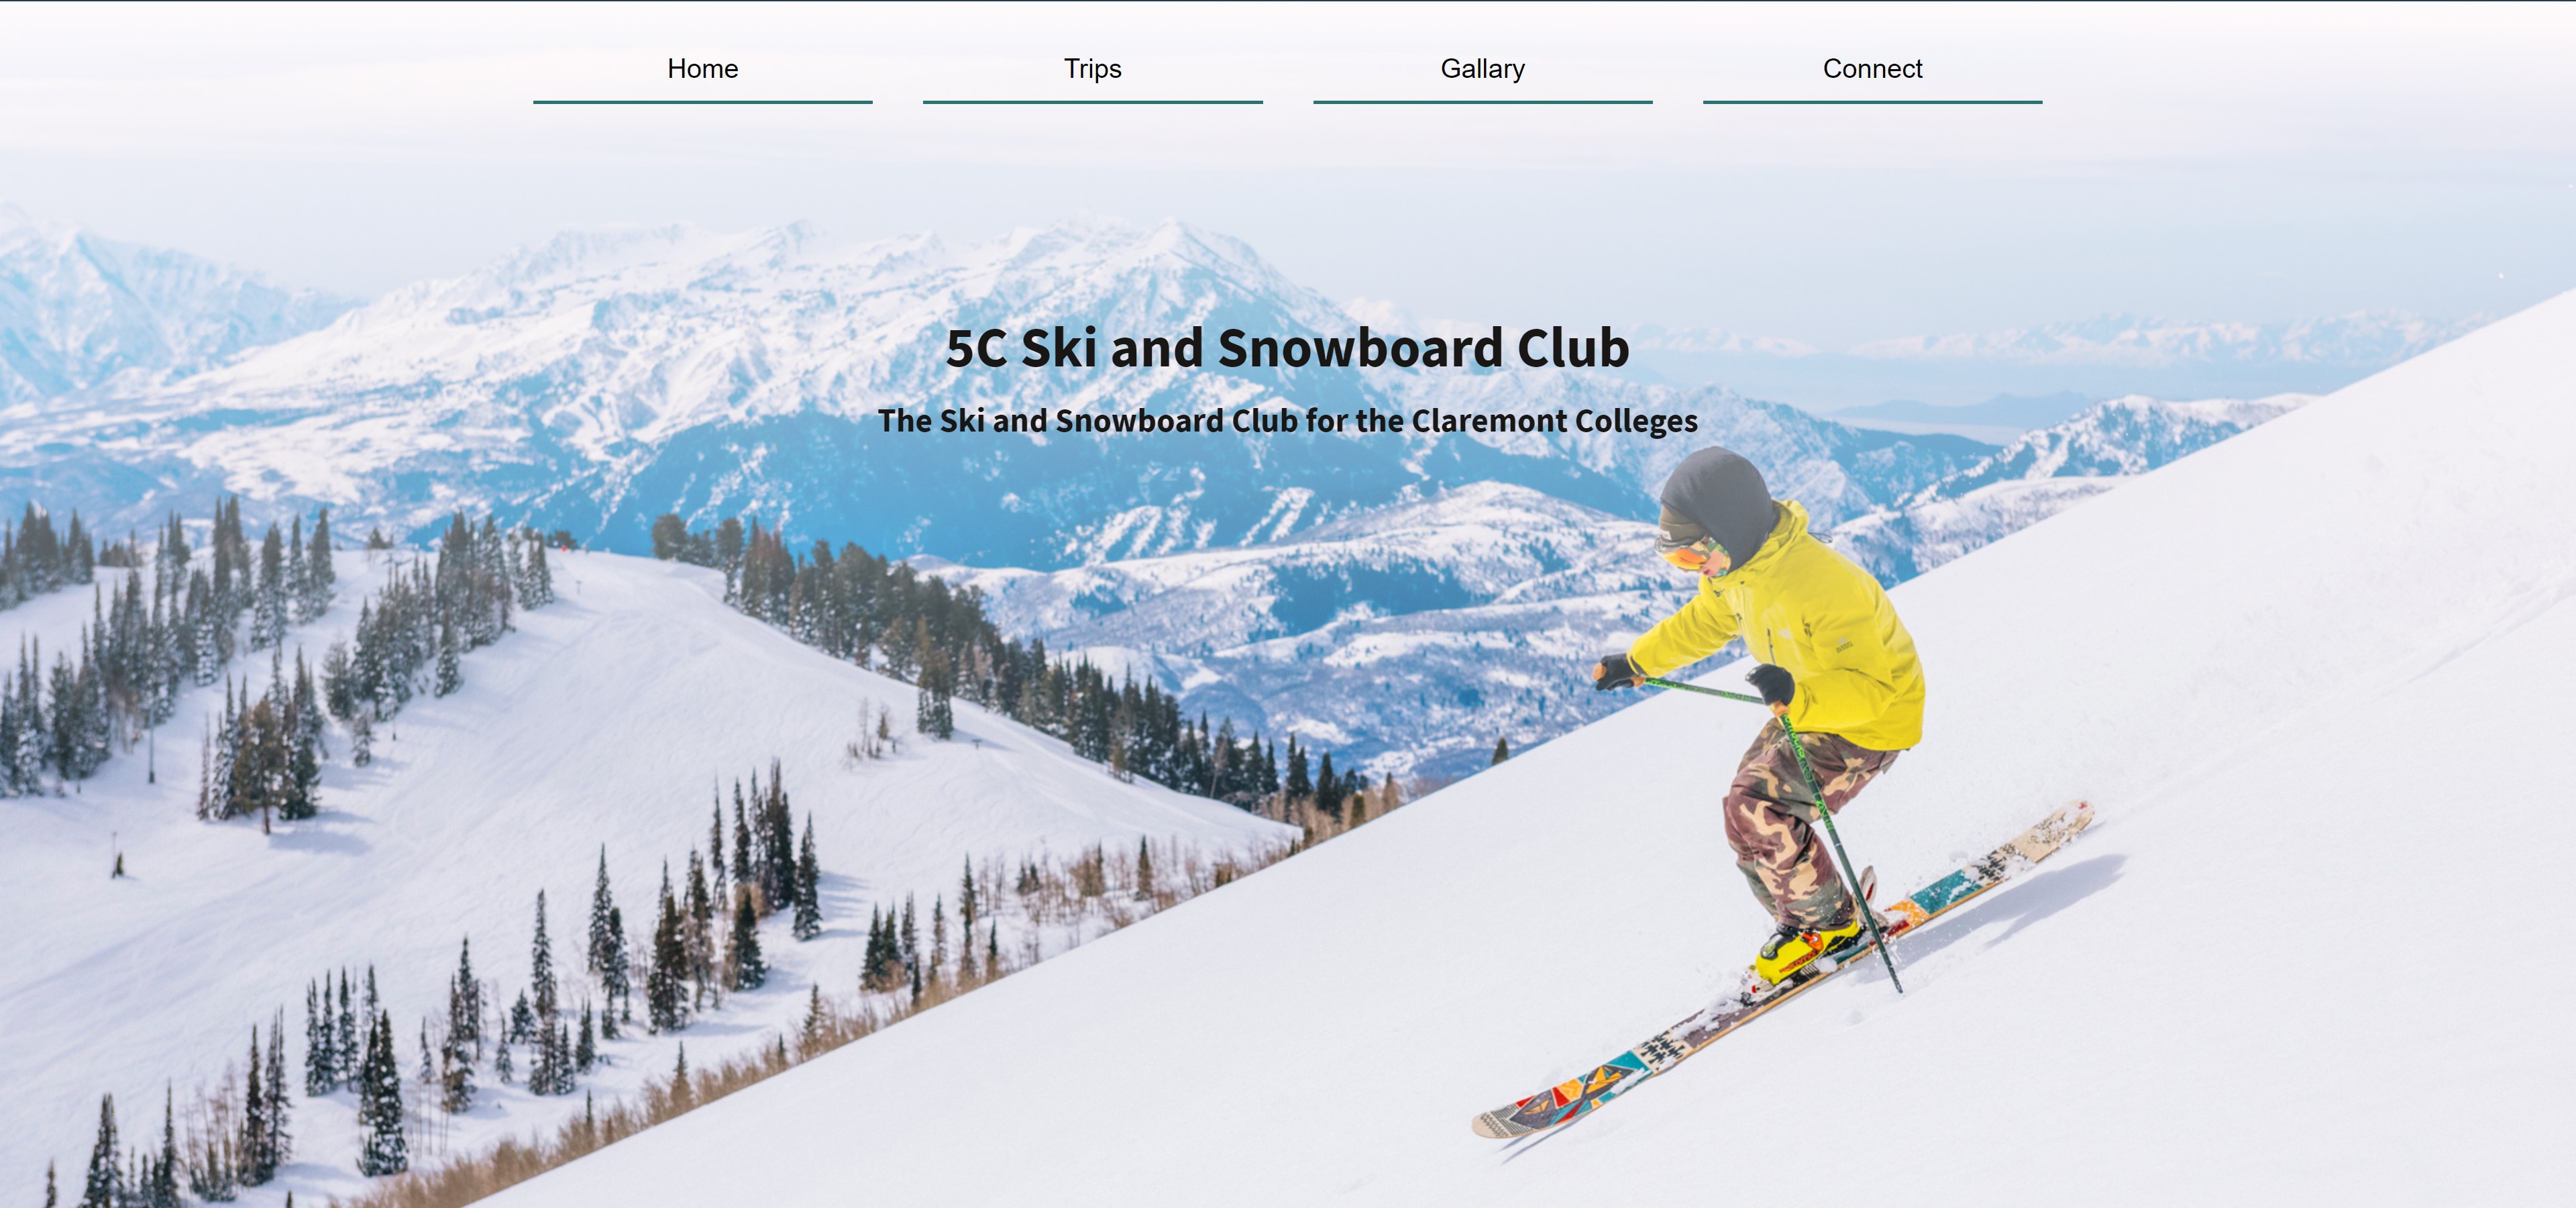 Home Trips Gallary Connect
5C Ski and Snowboard Club
The Ski and Snowboard Club for the Claremont Colleges